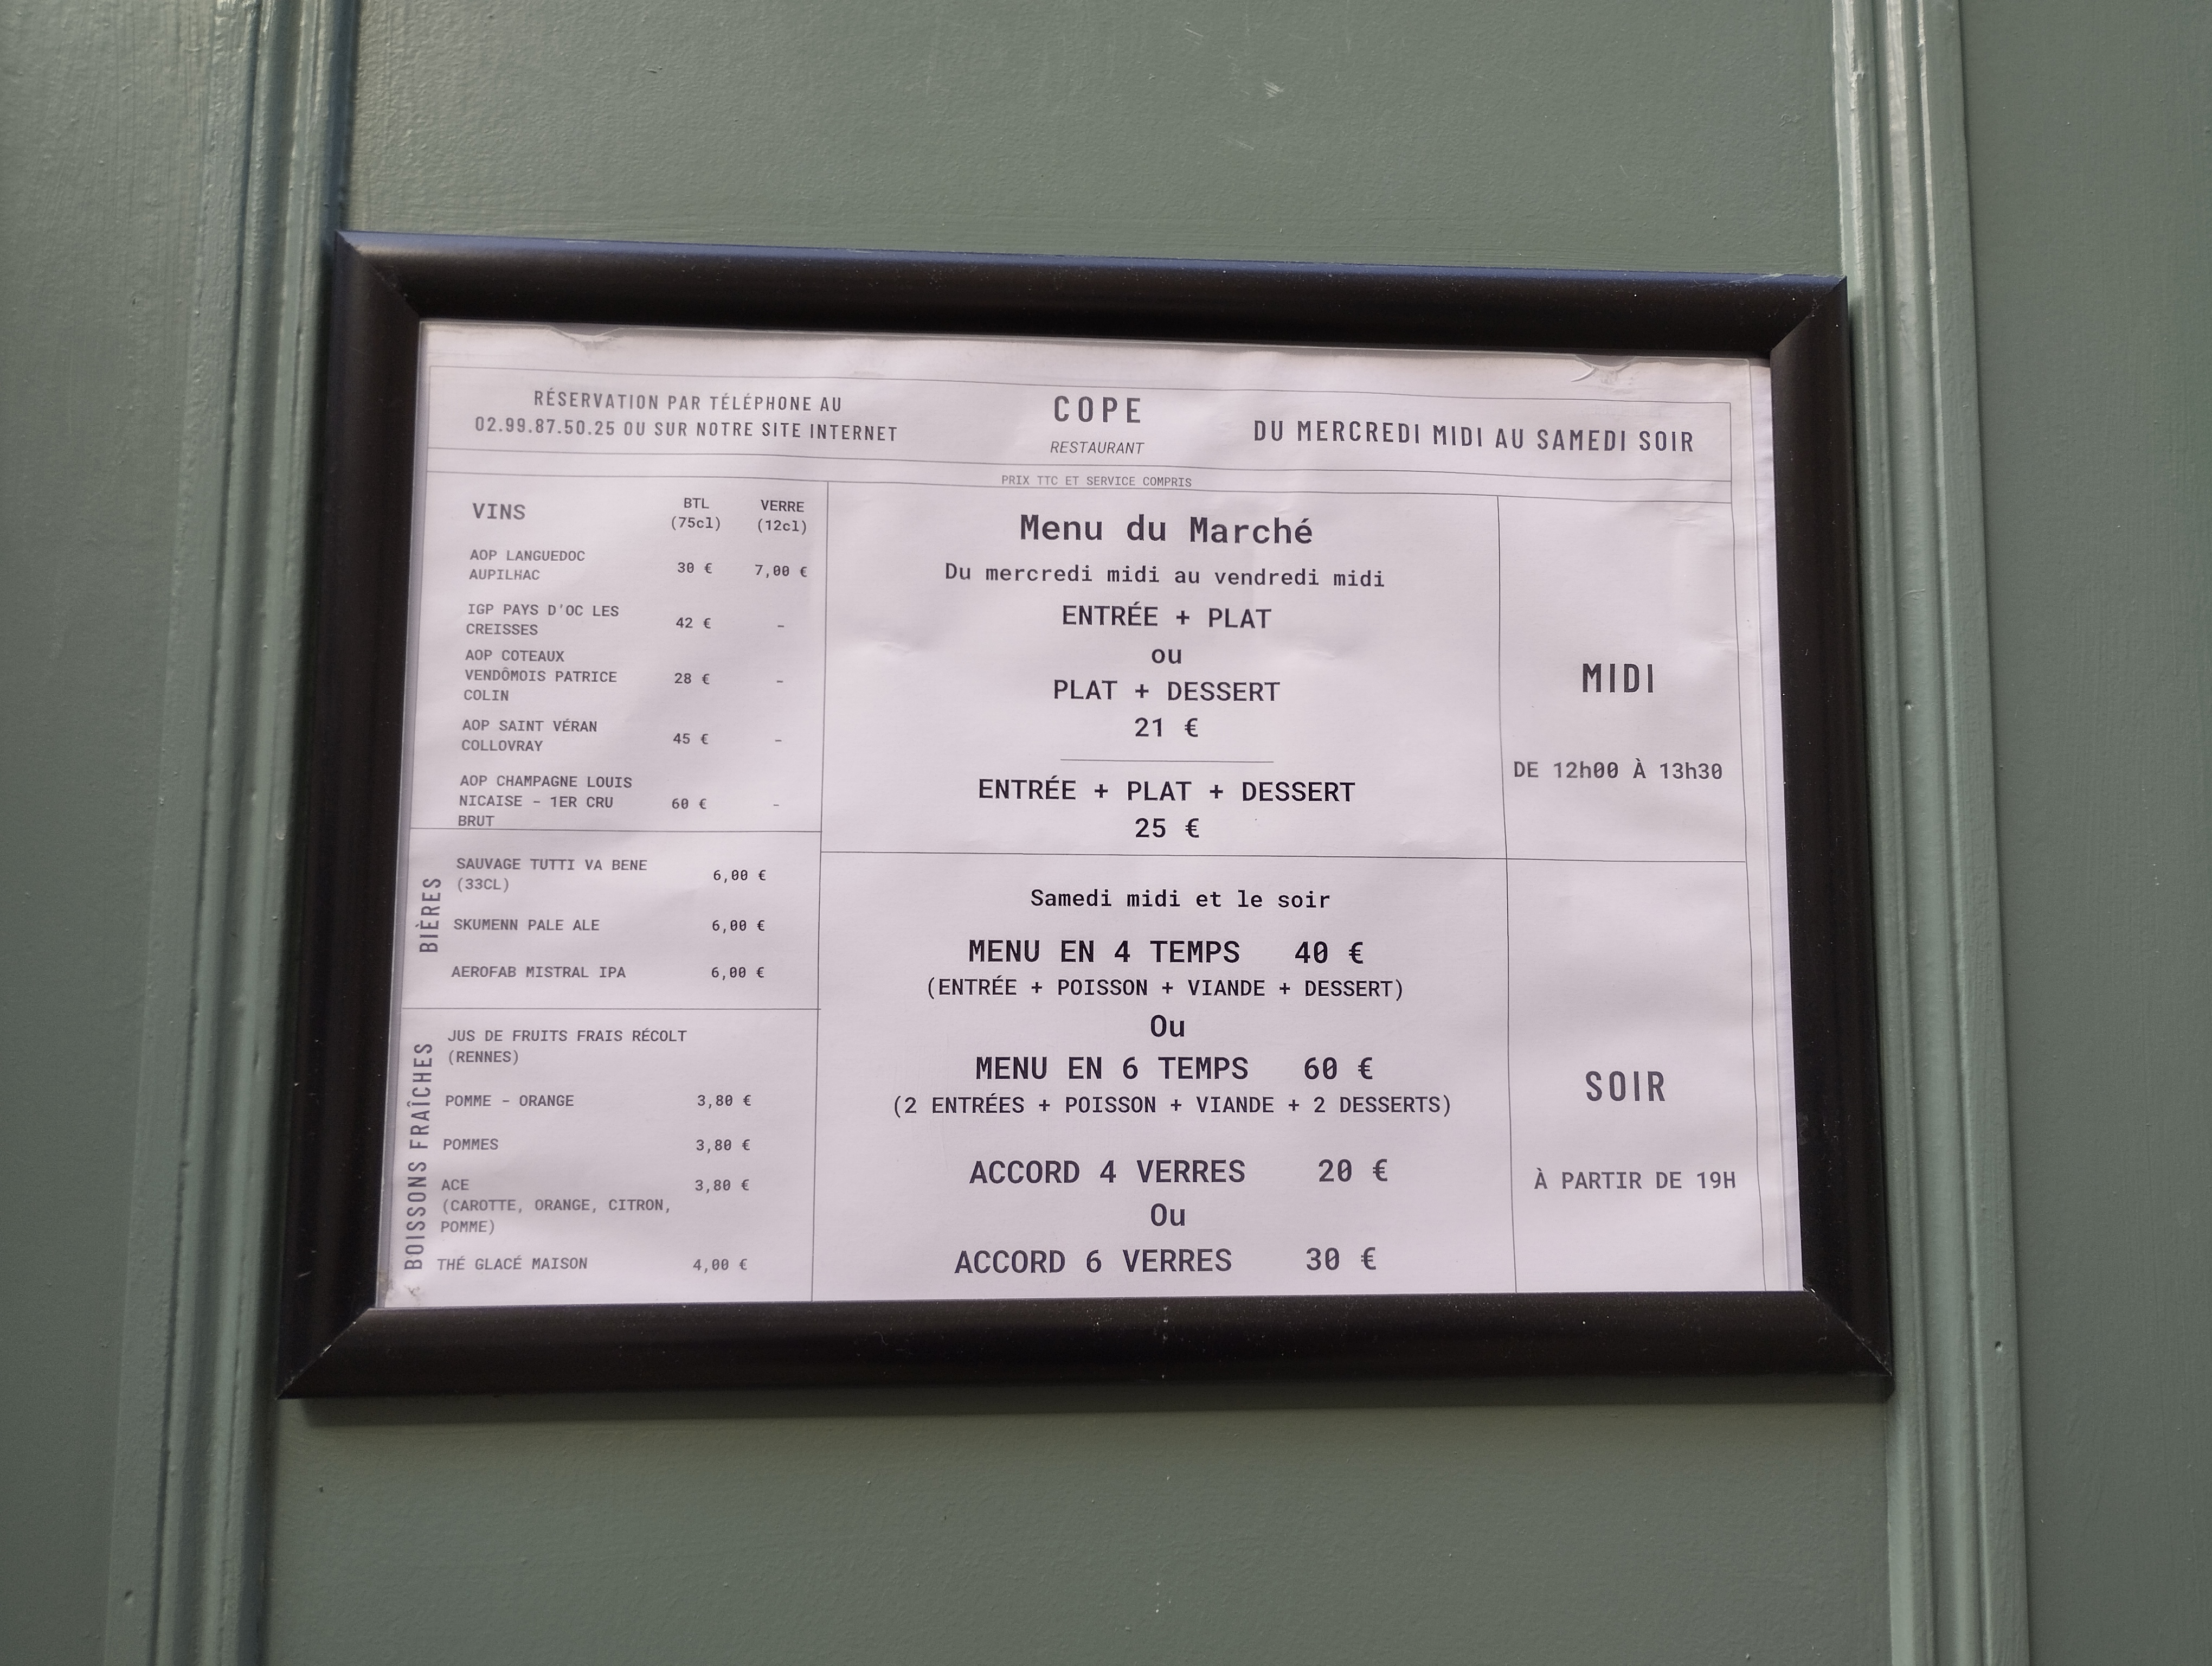 RÉSERVATION PAR TÉLÉPHONE AU
02.99.87.50.25 OU SUR NOTRE SITE INTERNET
COPE
RESTAURANT
DU MERCREDI MIDI AU SAMEDI SOIR
PRIX TTC ET SERVICE COMPRIS
VINS
BTL
(75cl)
VERRE
(12cl)
AOP LANGUEDOC
AUPILHAC
30 €
7,00 €
IGP PAYS D'OC LES
CREISSES
42 €
-
AOP COTEAUX
VENDÔMOIS PATRICE
COLIN
28 €
-
AOP SAINT VÉRAN
COLLOVRAY
45 €
-
AOP CHAMPAGNE LOUIS
NICAISE - 1ER CRU
BRUT
60 €
-
BIÈRES
SAUVAGE TUTTI VA BENE
(33CL)
6,00 €
SKUMENN PALE ALE 6,00 €
AEROFAB MISTRAL IPA 6,00 €
BOISSONS FRAÎCHES
JUS DE FRUITS FRAIS RÉCOLT
(RENNES)
POMME - ORANGE 3,80 €
POMMES 3,80 €
ACE 3,80 €
(CAROTTE, ORANGE, CITRON,
POMME)
THÉ GLACÉ MAISON 4,00 €
Menu du Marché
Du mercredi midi au vendredi midi
ENTRÉE + PLAT
ou
PLAT + DESSERT
21 €
ENTRÉE + PLAT + DESSERT
25 €
MIDI
DE 12h00 À 13h30
Samedi midi et le soir
MENU EN 4 TEMPS 40 €
(ENTRÉE + POISSON + VIANDE + DESSERT)
Ou
MENU EN 6 TEMPS 60 €
(2 ENTRÉES + POISSON + VIANDE + 2 DESSERTS)
ACCORD 4 VERRES 20 €
Ou
ACCORD 6 VERRES 30 €
SOIR
À PARTIR DE 19H